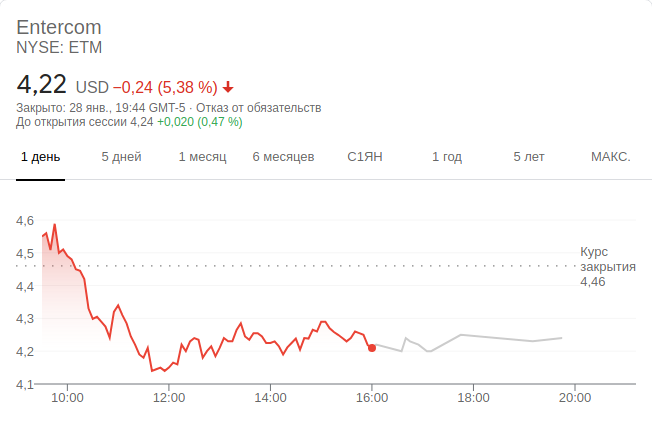 Entercom
NYSE: ETM
4,22 USD −0,24 (5,38 %)
Закрыто: 28 янв., 19:44 GMT-5 · Отказ от обязательств
До открытия сессии 4,24 +0,020 (0,47 %)
1 день 5 дней 1 месяц 6 месяцев С1ЯН 1 год 5 лет МАКС.
4,6
4,5
4,4
4,3
4,2
4,1
Курс
закрытия
4,46
10:00 12:00 14:00 16:00 18:00 20:00